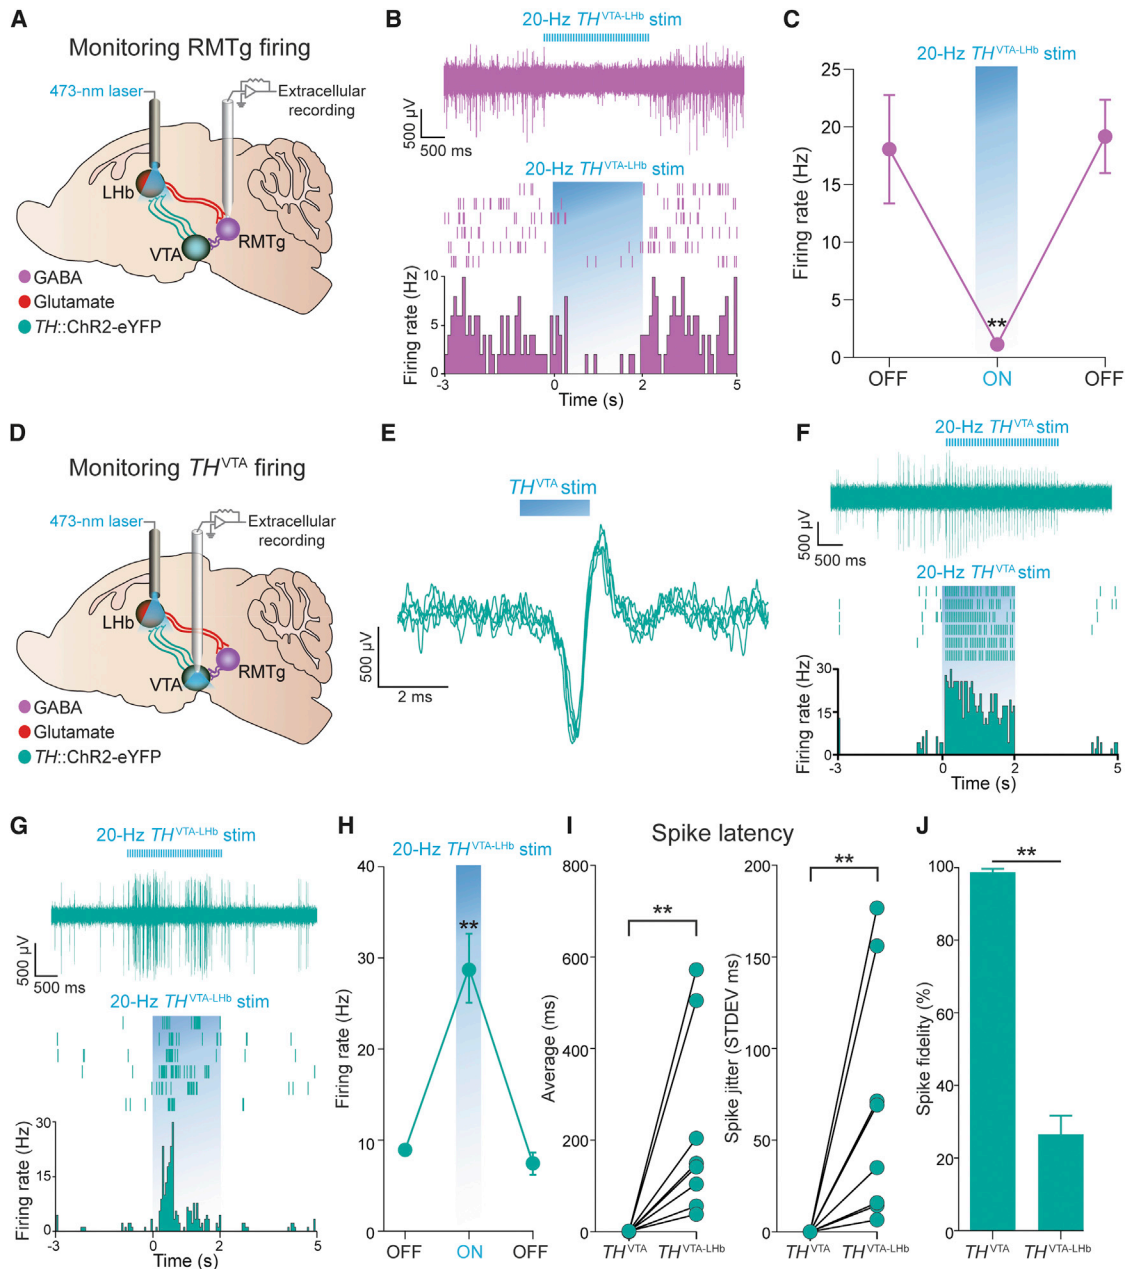 A
Monitoring RMTg firing
473-nm laser
Extracellular
recording
LHb
VTA
RMTg
GABA
Glutamate
TH::ChR2-eYFP
B
20-Hz TH^VTA-LHb stim
500 µV
500 ms
20-Hz TH^VTA-LHb stim
Firing rate (Hz)
10
5
0
-3
0
2
5
Time (s)
C
20-Hz TH^VTA-LHb stim
Firing rate (Hz)
25
20
15
10
5
0
**
OFF
ON
OFF
D
Monitoring TH^VTA firing
473-nm laser
Extracellular
recording
LHb
VTA
RMTg
GABA
Glutamate
TH::ChR2-eYFP
E
TH^VTA stim
500 µV
2 ms
F
20-Hz TH^VTA stim
500 µV
500 ms
20-Hz TH^VTA stim
Firing rate (Hz)
30
15
0
-3
0
2
5
Time (s)
G
20-Hz TH^VTA-LHb stim
500 µV
500 ms
20-Hz TH^VTA-LHb stim
Firing rate (Hz)
30
15
0
-3
0
2
5
Time (s)
H
20-Hz TH^VTA-LHb stim
Firing rate (Hz)
40
30
20
10
0
**
OFF
ON
OFF
I
Spike latency
Average (ms)
800
600
400
200
0
**
TH^VTA
TH^VTA-LHb
Spike jitter (STDEV ms)
200
150
100
50
0
**
TH^VTA
TH^VTA-LHb
J
Spike fidelity (%)
100
80
60
40
20
0
**
TH^VTA
TH^VTA-LHb